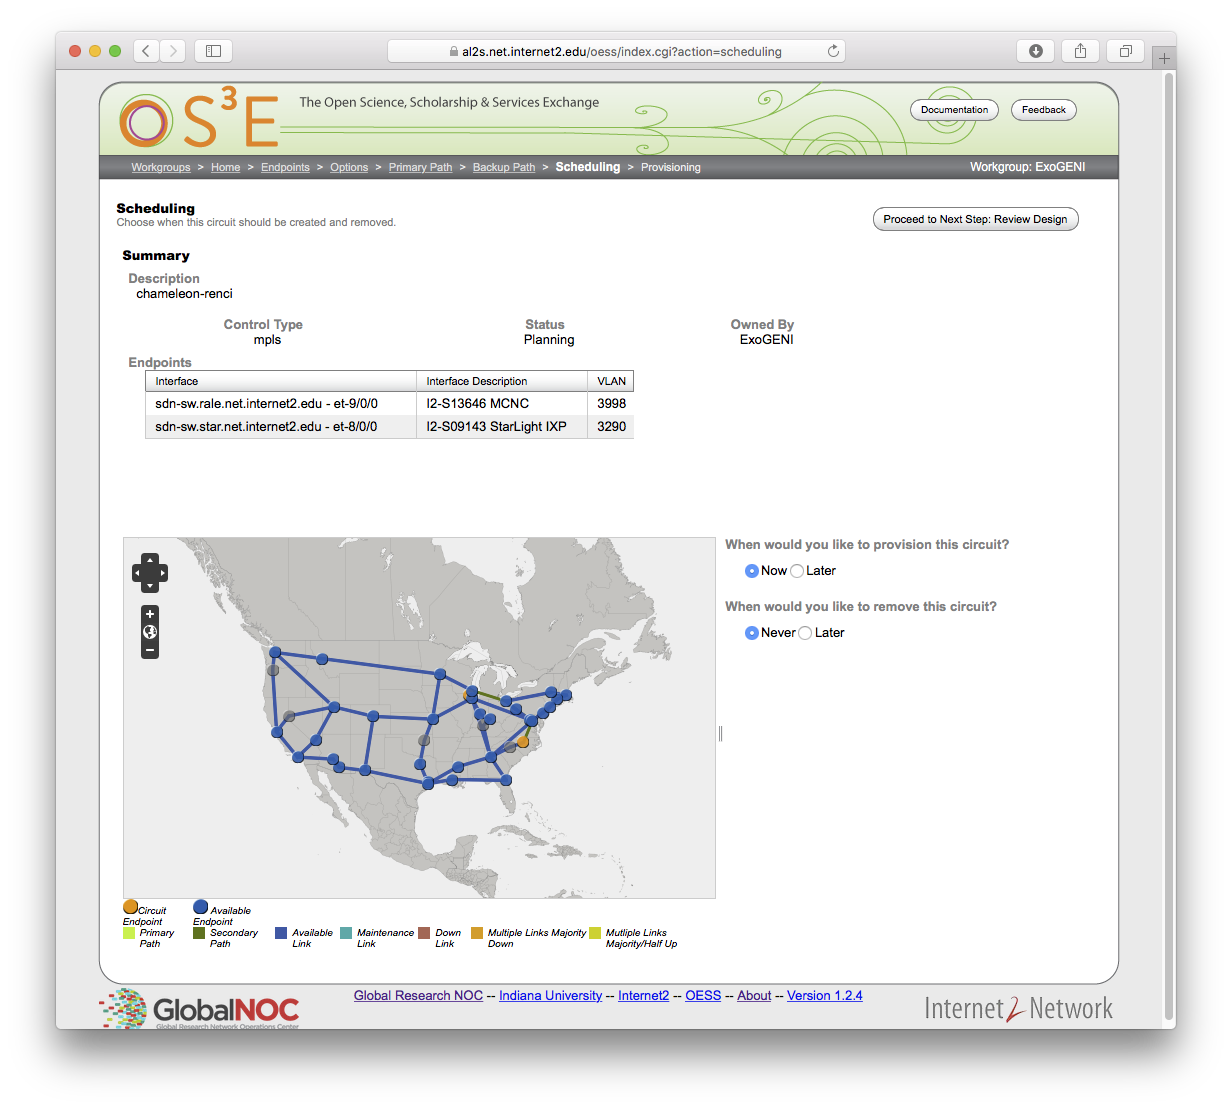 al2s.net.internet2.edu/oess/index.cgi?action=scheduling
OS3E
The Open Science, Scholarship & Services Exchange
Documentation
Feedback
Workgroups > Home > Endpoints > Options > Primary Path > Backup Path > Scheduling > Provisioning
Workgroup: ExoGENI
Scheduling
Choose when this circuit should be created and removed.
Proceed to Next Step: Review Design
Summary
Description
chameleon-renci
Control Type Status Owned By
mpls Planning ExoGENI
Endpoints
Interface Interface Description VLAN
sdn-sw.rale.net.internet2.edu - et-9/0/0 I2-S13646 MCNC 3998
sdn-sw.star.net.internet2.edu - et-8/0/0 I2-S09143 StarLight IXP 3290
When would you like to provision this circuit?
Now Later
When would you like to remove this circuit?
Never Later
Circuit Endpoint
Available Endpoint
Primary Path
Secondary Path
Available Link
Maintenance Link
Down Link
Multiple Links Majority Down
Mutliple Links Majority/Half Up
Global Research NOC -- Indiana University -- Internet2 -- OESS -- About -- Version 1.2.4
GlobalNOC
Global Research Network Operations Center
Internet2 Network